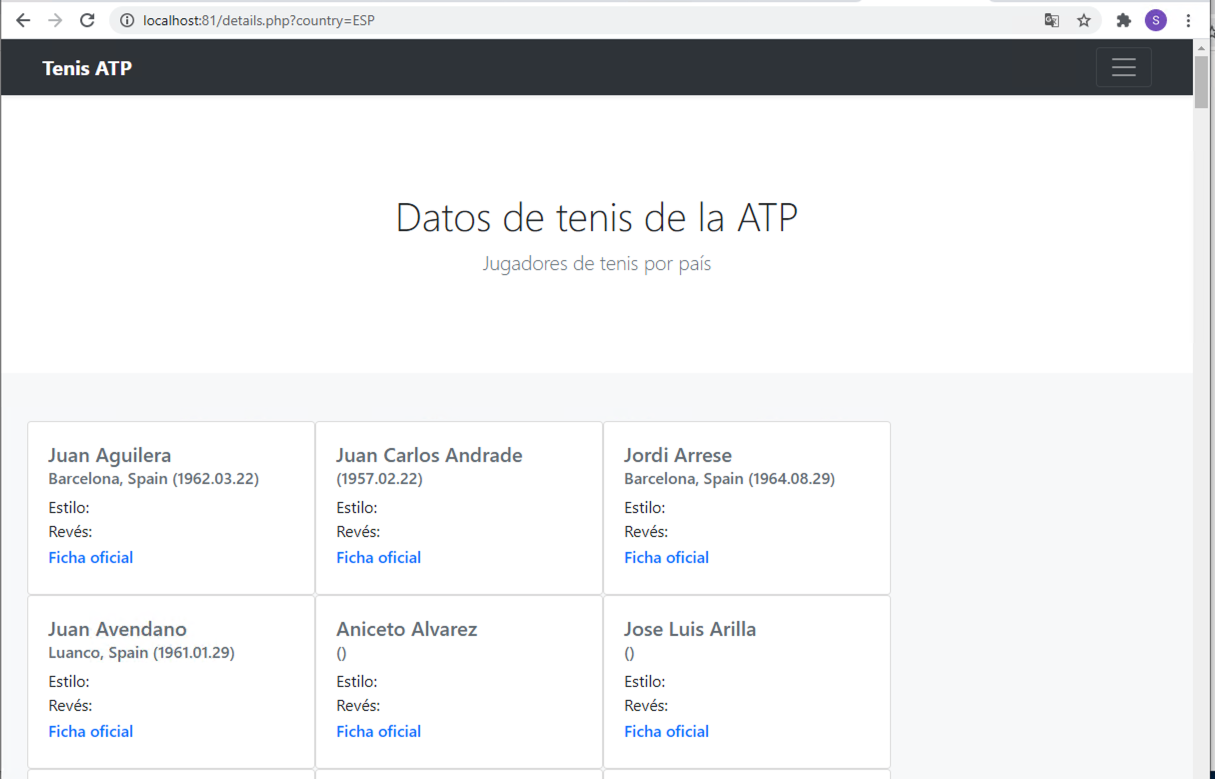 localhost:81/details.php?country=ESP
S
Tenis ATP
Datos de tenis de la ATP
Jugadores de tenis por país
Juan Aguilera
Barcelona, Spain (1962.03.22)
Estilo:
Revés:
Ficha oficial
Juan Carlos Andrade
(1957.02.22)
Estilo:
Revés:
Ficha oficial
Jordi Arrese
Barcelona, Spain (1964.08.29)
Estilo:
Revés:
Ficha oficial
Juan Avendano
Luanco, Spain (1961.01.29)
Estilo:
Revés:
Ficha oficial
Aniceto Alvarez
()
Estilo:
Revés:
Ficha oficial
Jose Luis Arilla
()
Estilo:
Revés:
Ficha oficial